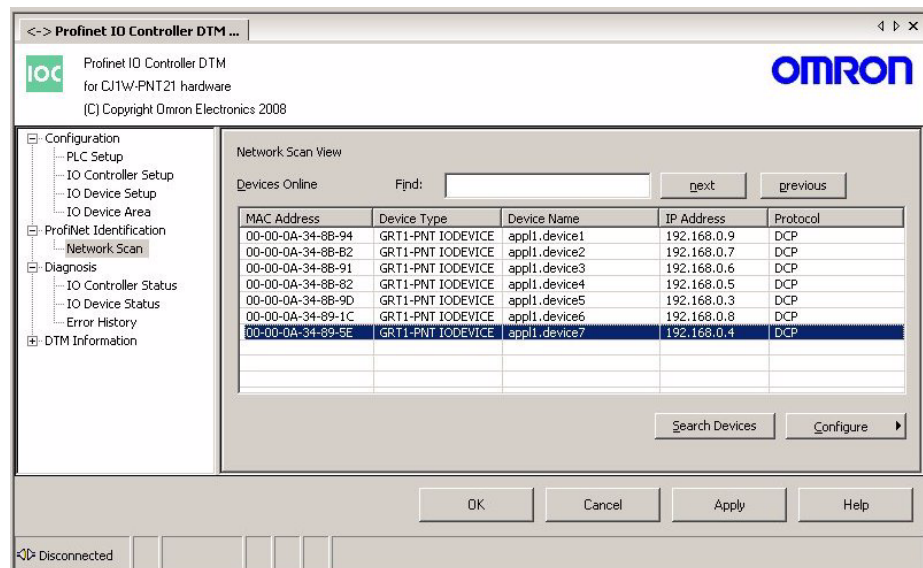 <-> Profinet IO Controller DTM ...
IOC
Profinet IO Controller DTM
for CJ1W-PNT21 hardware
(C) Copyright Omron Electronics 2008
OMRON
Configuration
PLC Setup
IO Controller Setup
IO Device Setup
IO Device Area
ProfiNet Identification
Network Scan
Diagnosis
IO Controller Status
IO Device Status
Error History
DTM Information
Network Scan View
Devices Online Find: next previous
MAC Address Device Type Device Name IP Address Protocol
00-00-0A-34-8B-94 GRT1-PNT IODEVICE appl1.device1 192.168.0.9 DCP
00-00-0A-34-8B-B2 GRT1-PNT IODEVICE appl1.device2 192.168.0.7 DCP
00-00-0A-34-8B-91 GRT1-PNT IODEVICE appl1.device3 192.168.0.6 DCP
00-00-0A-34-8B-82 GRT1-PNT IODEVICE appl1.device4 192.168.0.5 DCP
00-00-0A-34-8B-9D GRT1-PNT IODEVICE appl1.device5 192.168.0.3 DCP
00-00-0A-34-89-1C GRT1-PNT IODEVICE appl1.device6 192.168.0.8 DCP
00-00-0A-34-89-5E GRT1-PNT IODEVICE appl1.device7 192.168.0.4 DCP
Search Devices Configure
OK Cancel Apply Help
Disconnected